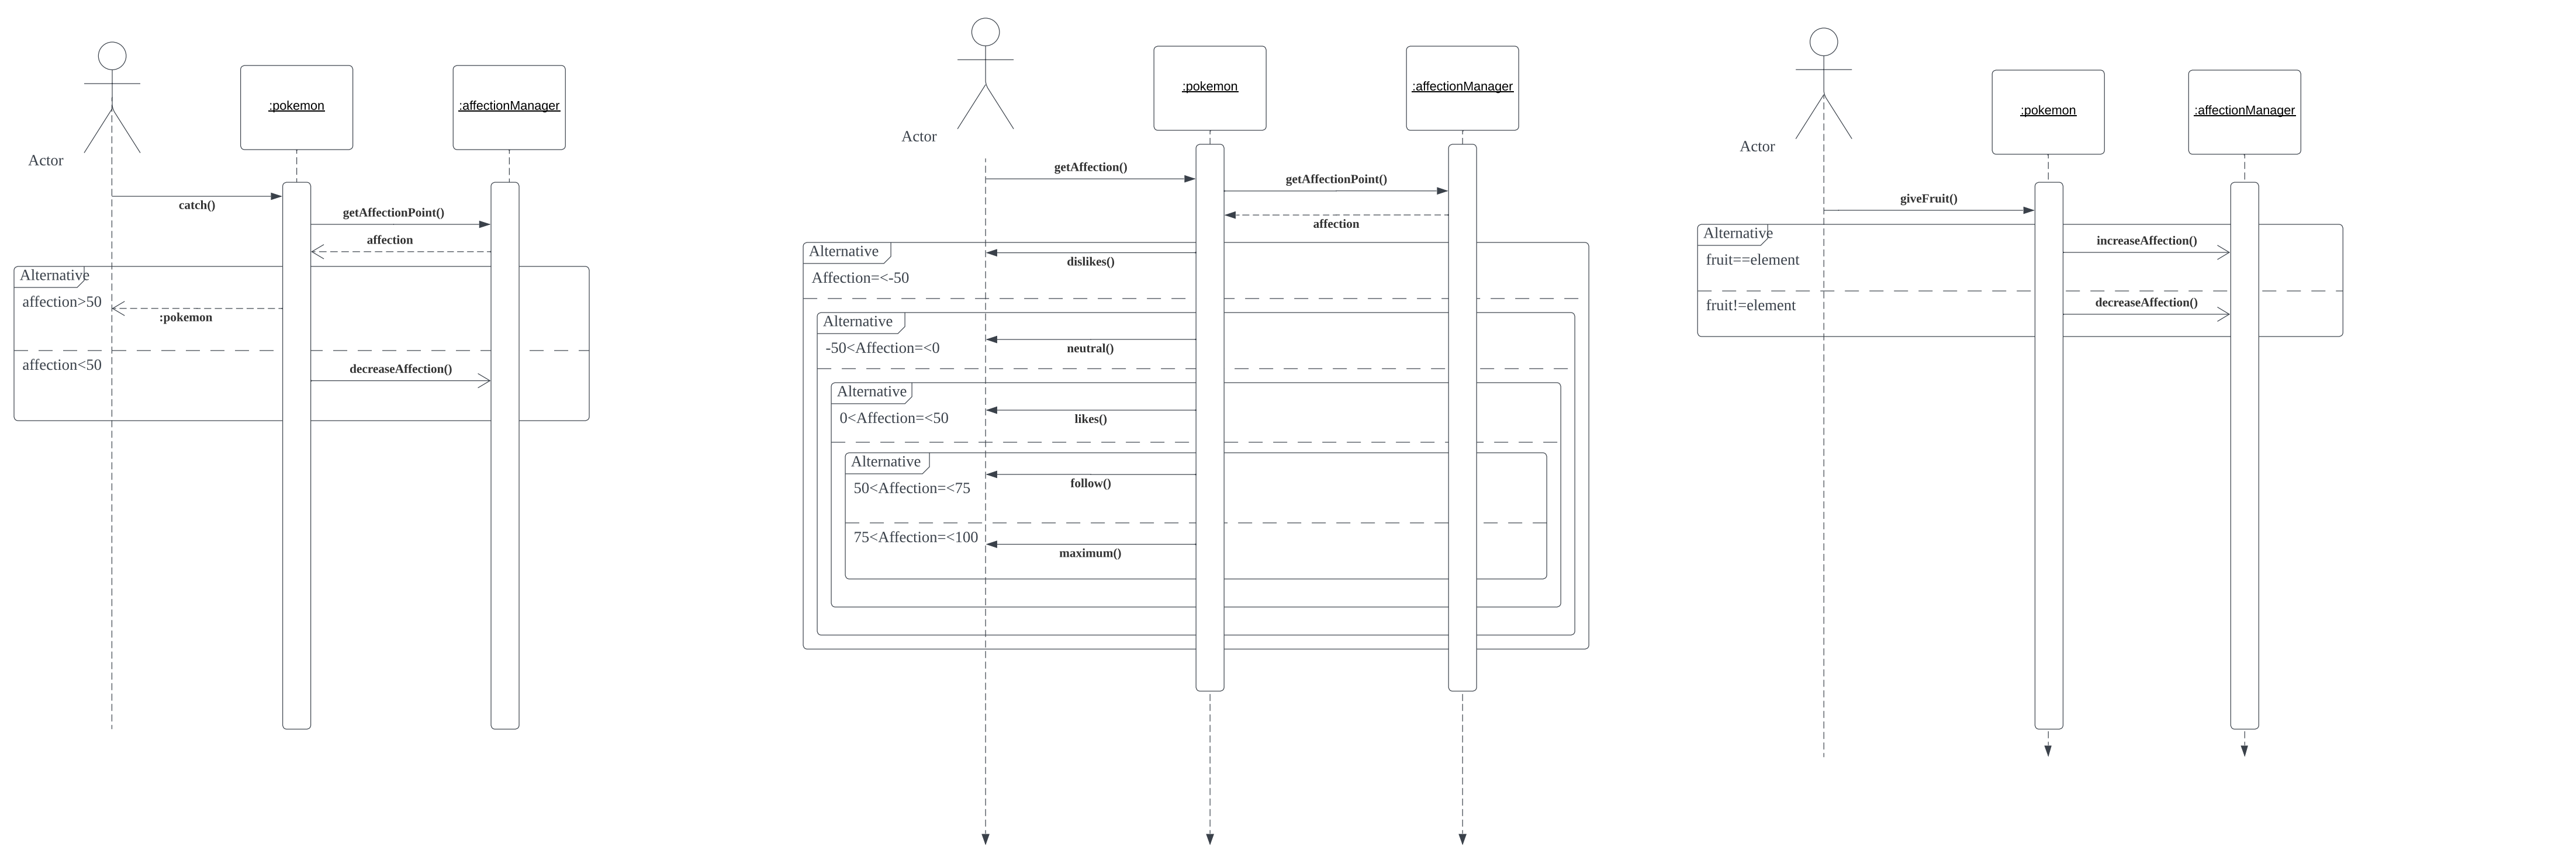 :pokemon
:affectionManager
Actor
catch()
getAffectionPoint()
affection
Alternative
affection>50
:pokemon
affection<50
decreaseAffection()
:pokemon
:affectionManager
Actor
getAffection()
getAffectionPoint()
affection
Alternative
dislikes()
Affection=<-50
Alternative
-50<Affection=<0
neutral()
Alternative
0<Affection=<50
likes()
Alternative
50<Affection=<75
follow()
75<Affection=<100
maximum()
:pokemon
:affectionManager
Actor
giveFruit()
Alternative
increaseAffection()
fruit==element
decreaseAffection()
fruit!=element